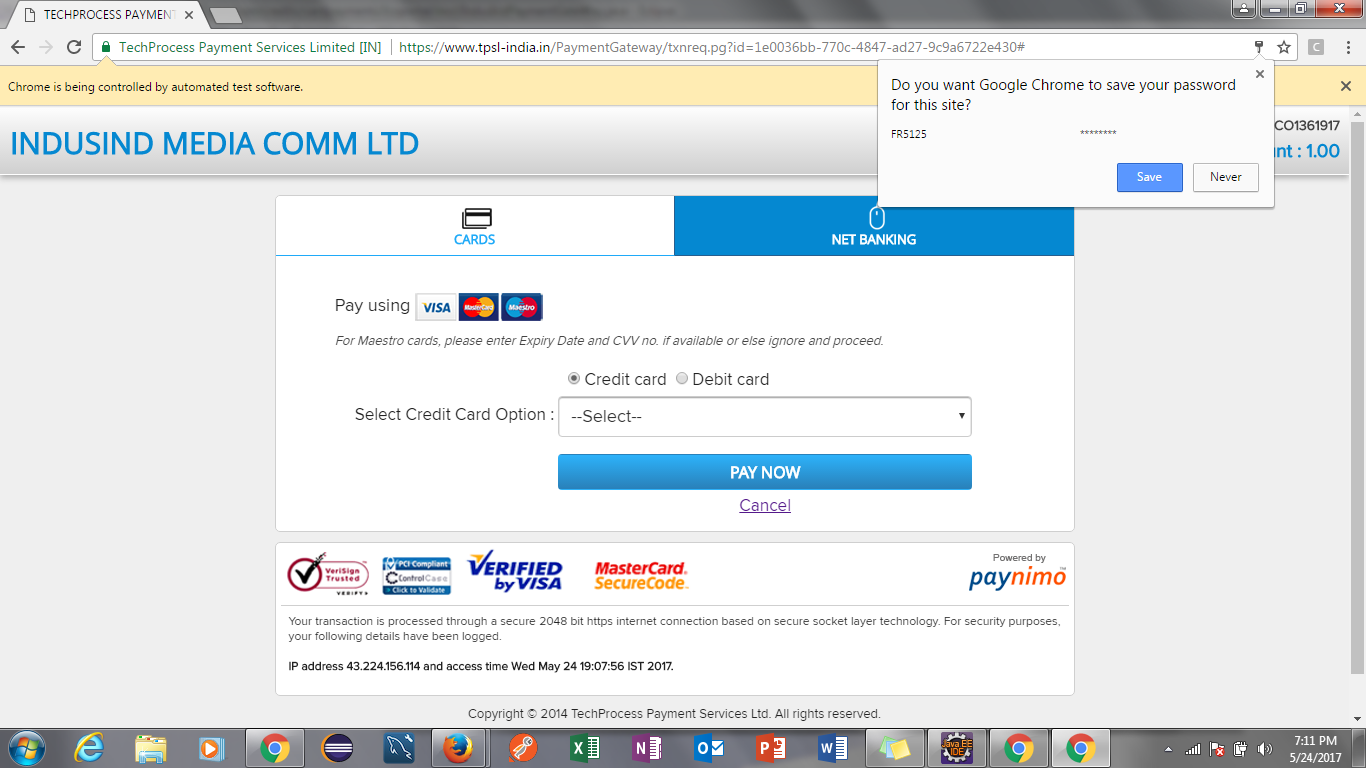 TECHPROCESS PAYMENT
TechProcess Payment Services Limited [IN]
https://www.tpsl-india.in/PaymentGateway/txnreq.pg?id=1e0036bb-770c-4847-ad27-9c9a6722e430#
C
Chrome is being controlled by automated test software.
Do you want Google Chrome to save your password
for this site?
FR5125 ********
Save Never
INDUSIND MEDIA COMM LTD
CO1361917
nt : 1.00
CARDS
NET BANKING
Pay using VISA MasterCard Maestro
For Maestro cards, please enter Expiry Date and CVV no. if available or else ignore and proceed.
Credit card Debit card
Select Credit Card Option : --Select--
PAY NOW
Cancel
VeriSign
Trusted
VERIFY
PCI Compliant
ControlCase
Click to Validate
VERIFIED
by VISA
MasterCard
SecureCode.
Powered by
paynimo
Your transaction is processed through a secure 2048 bit https internet connection based on secure socket layer technology. For security purposes,
your following details have been logged.
IP address 43.224.156.114 and access time Wed May 24 19:07:56 IST 2017.
Copyright © 2014 TechProcess Payment Services Ltd. All rights reserved.
Java EE
IDE
7:11 PM
5/24/2017